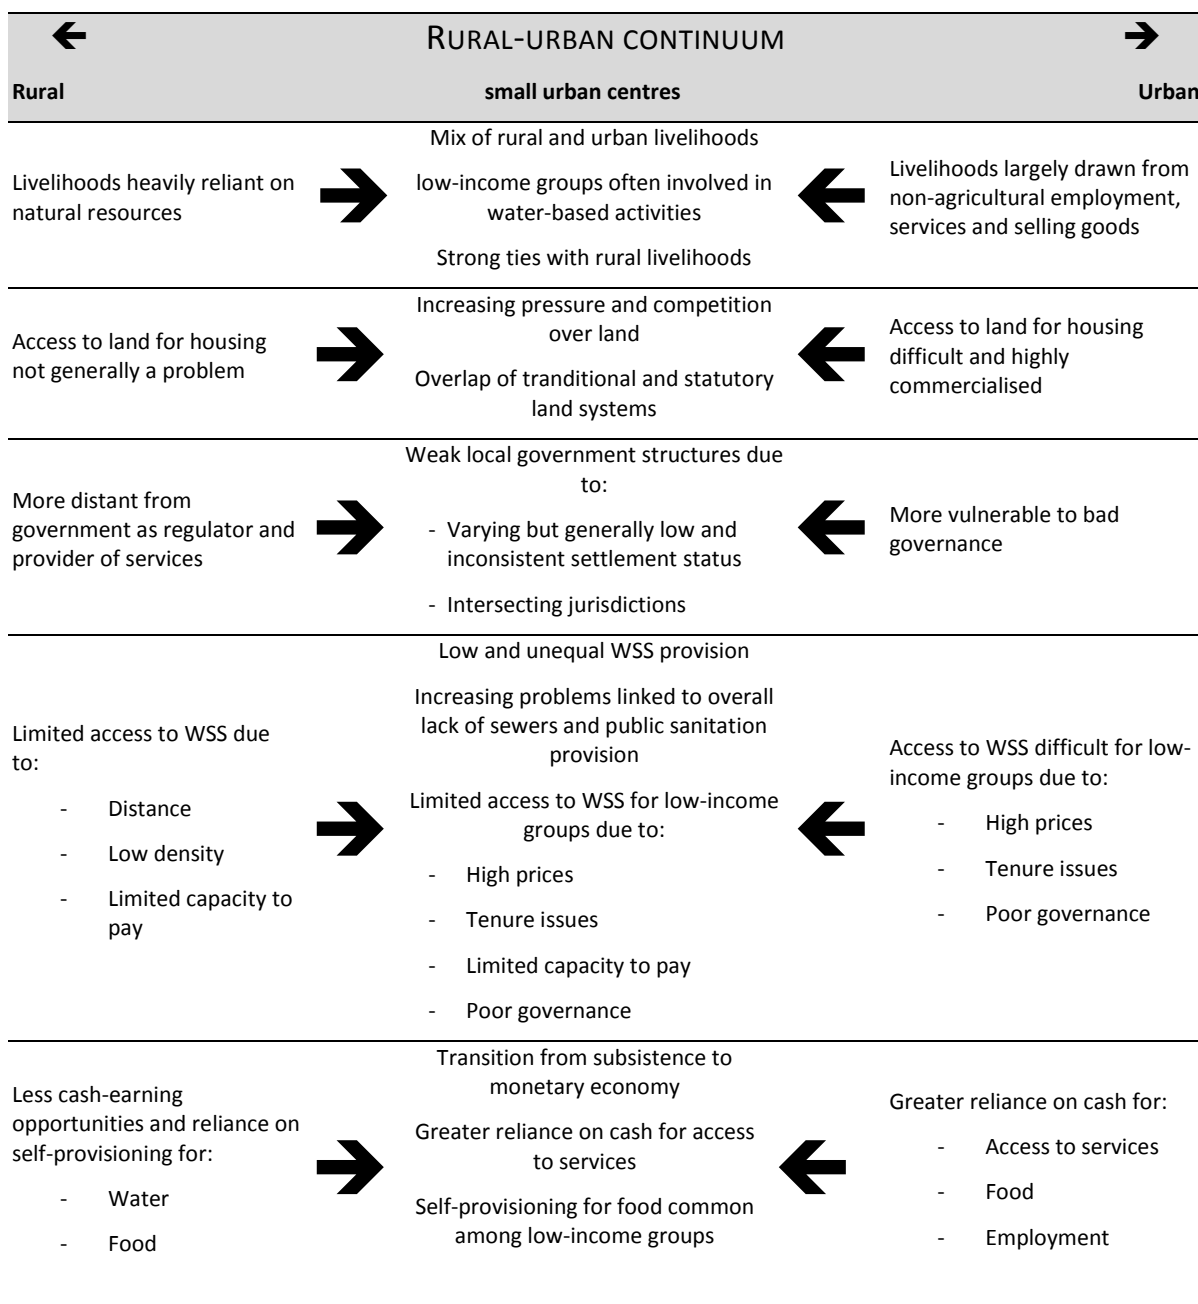 RURAL-URBAN CONTINUUM
Rural
small urban centres
Urban
Livelihoods heavily reliant on
natural resources
Mix of rural and urban livelihoods
low-income groups often involved in
water-based activities
Strong ties with rural livelihoods
Livelihoods largely drawn from
non-agricultural employment,
services and selling goods
Access to land for housing
not generally a problem
Increasing pressure and competition
over land
Overlap of tranditional and statutory
land systems
Access to land for housing
difficult and highly
commercialised
More distant from
government as regulator and
provider of services
Weak local government structures due
to:
- Varying but generally low and
inconsistent settlement status
- Intersecting jurisdictions
More vulnerable to bad
governance
Limited access to WSS due
to:
- Distance
- Low density
- Limited capacity to
pay
Low and unequal WSS provision
Increasing problems linked to overall
lack of sewers and public sanitation
provision
Limited access to WSS for low-income
groups due to:
- High prices
- Tenure issues
- Limited capacity to pay
- Poor governance
Access to WSS difficult for low-
income groups due to:
- High prices
- Tenure issues
- Poor governance
Less cash-earning
opportunities and reliance on
self-provisioning for:
- Water
- Food
Transition from subsistence to
monetary economy
Greater reliance on cash for access
to services
Self-provisioning for food common
among low-income groups
Greater reliance on cash for:
- Access to services
- Food
- Employment